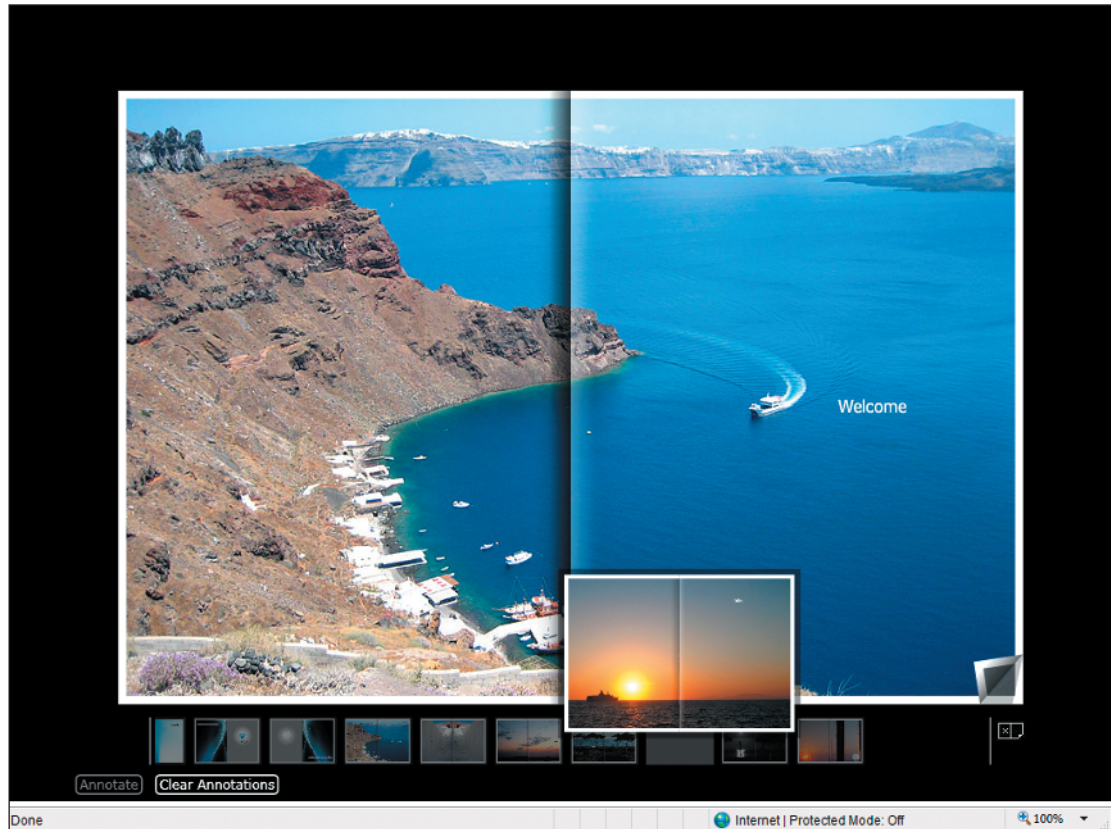 Welcome
Annotate
Clear Annotations
Done
Internet | Protected Mode: Off
100%